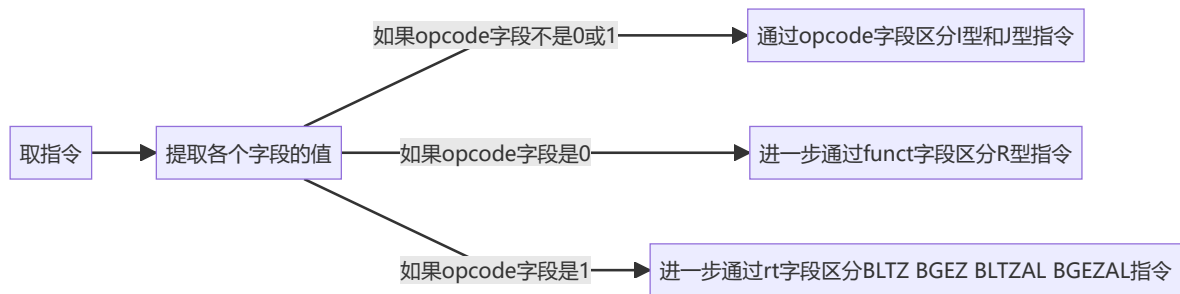 如果opcode字段不是0或1
通过opcode字段区分I型和J型指令
取指令
提取各个字段的值
如果opcode字段是0
进一步通过funct字段区分R型指令
如果opcode字段是1
进一步通过rt字段区分BLTZ BGEZ BLTZAL BGEZAL指令